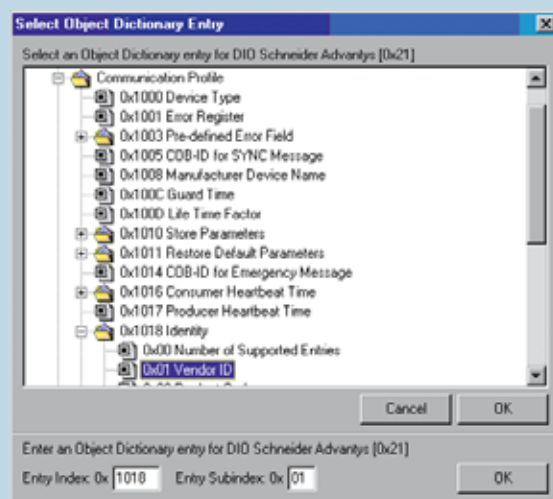 Select Object Dictionary Entry
Select an Object Dictionary entry for DIO Schneider Advantys [0x21]
Communication Profile
0x1000 Device Type
0x1001 Error Register
0x1003 Pre-defined Error Field
0x1005 COB-ID for SYNC Message
0x1008 Manufacturer Device Name
0x100C Guard Time
0x100D Life Time Factor
0x1010 Store Parameters
0x1011 Restore Default Parameters
0x1014 COB-ID for Emergency Message
0x1016 Consumer Heartbeat Time
0x1017 Producer Heartbeat Time
0x1018 Identity
0x00 Number of Supported Entries
0x01 Vendor ID
Cancel OK
Enter an Object Dictionary entry for DIO Schneider Advantys [0x21]
Entry Index: 0x 1018 Entry Subindex: 0x 01 OK